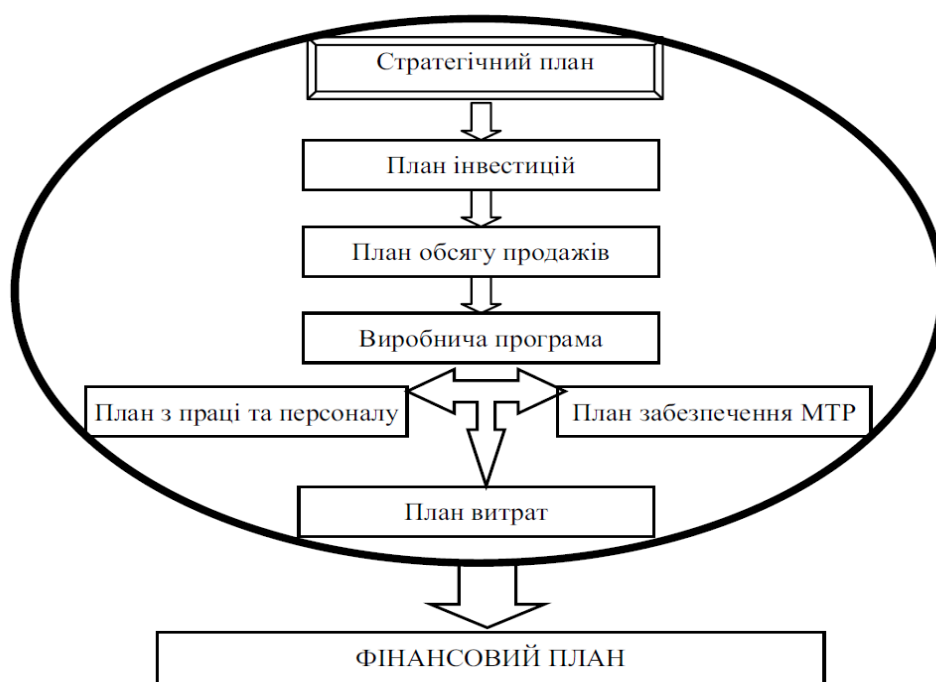 Стратегічний план
План інвестицій
План обсягу продажів
Виробнича програма
План з праці та персоналу
План забезпечення МТР
План витрат
ФІНАНСОВИЙ ПЛАН